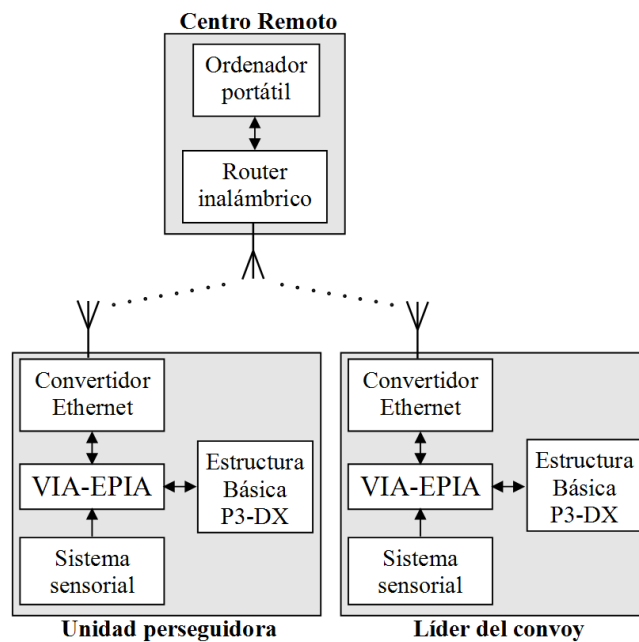 Centro Remoto
Ordenador
portátil
Router
inalámbrico
Convertidor
Ethernet
VIA-EPIA
Estructura
Básica
P3-DX
Sistema
sensorial
Unidad perseguidora
Convertidor
Ethernet
VIA-EPIA
Estructura
Básica
P3-DX
Sistema
sensorial
Líder del convoy